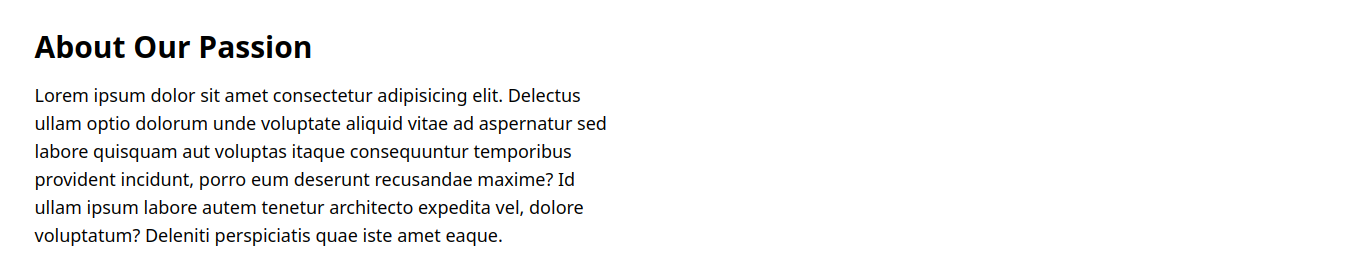 About Our Passion
Lorem ipsum dolor sit amet consectetur adipisicing elit. Delectus
ullam optio dolorum unde voluptate aliquid vitae ad aspernatur sed
labore quisquam aut voluptas itaque consequuntur temporibus
provident incidunt, porro eum deserunt recusandae maxime? Id
ullam ipsum labore autem tenetur architecto expedita vel, dolore
voluptatum? Deleniti perspiciatis quae iste amet eaque.